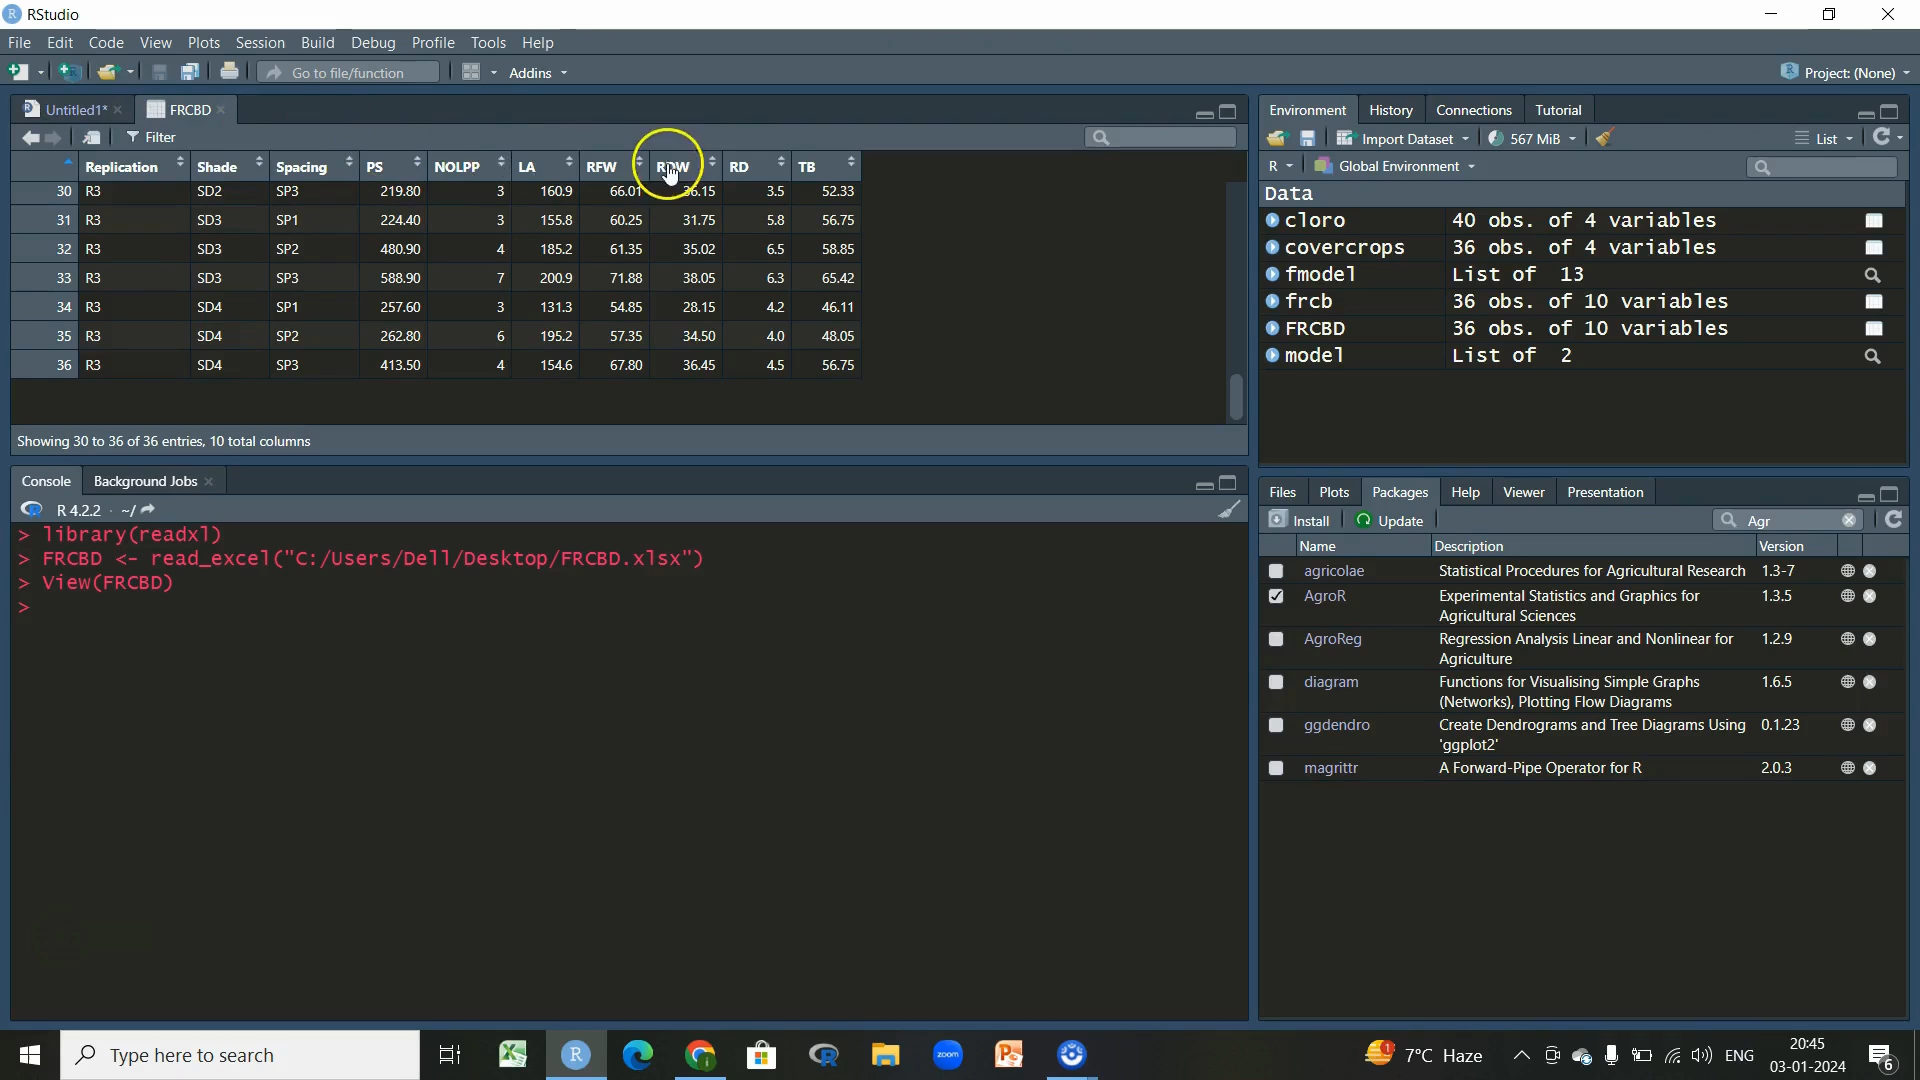 RStudio
File Edit Code View Plots Session Build Debug Profile Tools Help
Go to file/function Addins Project: (None)
Untitled1* FRCBD
Filter
Replication Shade Spacing PS NOLPP LA RFW RDW RD TB
30 R3 SD2 SP3 219.80 3 160.9 66.01 36.15 3.5 52.33
31 R3 SD3 SP1 224.40 3 155.8 60.25 31.75 5.8 56.75
32 R3 SD3 SP2 480.90 4 185.2 61.35 35.02 6.5 58.85
33 R3 SD3 SP3 588.90 7 200.9 71.88 38.05 6.3 65.42
34 R3 SD4 SP1 257.60 3 131.3 54.85 28.15 4.2 46.11
35 R3 SD4 SP2 262.80 6 195.2 57.35 34.50 4.0 48.05
36 R3 SD4 SP3 413.50 4 154.6 67.80 36.45 4.5 56.75
Showing 30 to 36 of 36 entries, 10 total columns
Console Background Jobs
R 4.2.2 · ~/
> library(readxl)
> FRCBD <- read_excel("C:/Users/Dell/Desktop/FRCBD.xlsx")
> View(FRCBD)
>
Environment History Connections Tutorial
Import Dataset 567 MiB List
R Global Environment
Data
cloro 40 obs. of 4 variables
covercrops 36 obs. of 4 variables
fmodel List of 13
frcb 36 obs. of 10 variables
FRCBD 36 obs. of 10 variables
model List of 2
Files Plots Packages Help Viewer Presentation
Install Update Agr
Name Description Version
agricolae Statistical Procedures for Agricultural Research 1.3-7
AgroR Experimental Statistics and Graphics for 1.3.5
Agricultural Sciences
AgroReg Regression Analysis Linear and Nonlinear for 1.2.9
Agriculture
diagram Functions for Visualising Simple Graphs 1.6.5
(Networks), Plotting Flow Diagrams
ggdendro Create Dendrograms and Tree Diagrams Using 0.1.23
'ggplot2'
magrittr A Forward-Pipe Operator for R 2.0.3
Type here to search zoom 7°C Haze ENG 20:45
03-01-2024 6